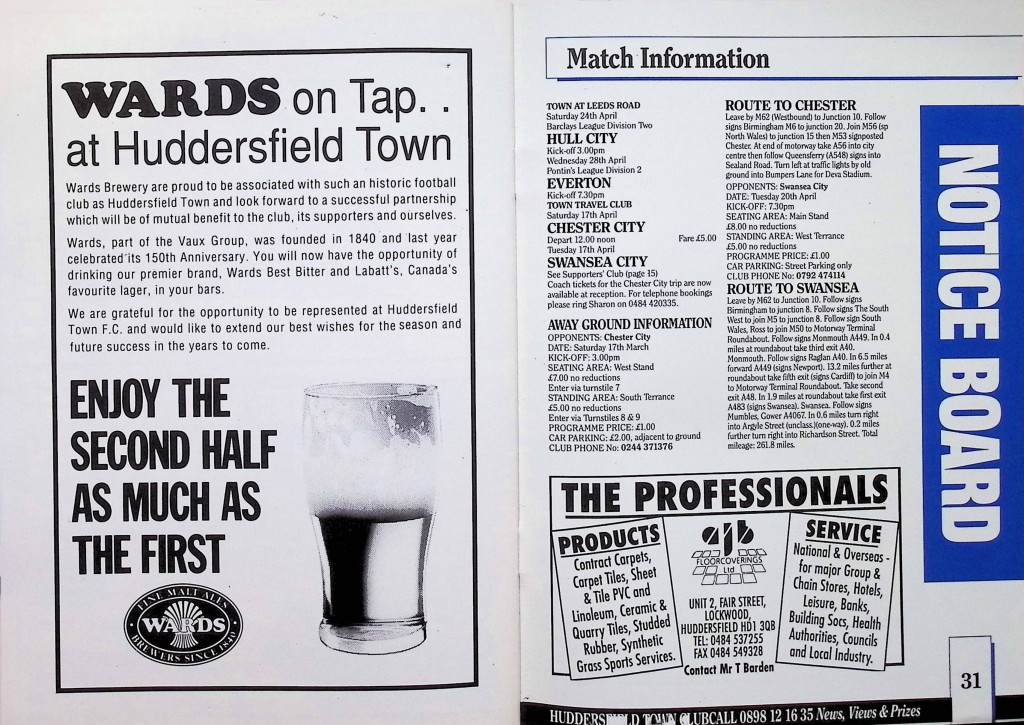 WARDS on Tap. .
at Huddersfield Town
Wards Brewery are proud to be associated with such an historic football
club as Huddersfield Town and look forward to a successful partnership
which will be of mutual benefit to the club, its supporters and ourselves.
Wards, part of the Vaux Group, was founded in 1840 and last year
celebrated its 150th Anniversary. You will now have the opportunity of
drinking our premier brand, Wards Best Bitter and Labatt's, Canada's
favourite lager, in your bars.
We are grateful for the opportunity to be represented at Huddersfield
Town F.C. and would like to extend our best wishes for the season and
future success in the years to come.
ENJOY THE
SECOND HALF
AS MUCH AS
THE FIRST
FINE MALT ALES
WARDS
BREWERS SINCE 1840
Match Information
TOWN AT LEEDS ROAD
Saturday 24th April
Barclays League Division Two
HULL CITY
Kick-off 3.00pm
Wednesday 28th April
Pontin's League Division 2
EVERTON
Kick-off 7.30pm
TOWN TRAVEL CLUB
Saturday 17th April
CHESTER CITY
Depart 12.00 noon Fare £5.00
Tuesday 17th April
SWANSEA CITY
See Supporters' Club (page 15)
Coach tickets for the Chester City trip are now
available at reception. For telephone bookings
please ring Sharon on 0484 420335.
AWAY GROUND INFORMATION
OPPONENTS: Chester City
DATE: Saturday 17th March
KICK-OFF: 3.00pm
SEATING AREA: West Stand
£7.00 no reductions
Enter via turnstile 7
STANDING AREA: South Terrance
£5.00 no reductions
Enter via Turnstiles 8 & 9
PROGRAMME PRICE: £1.00
CAR PARKING: £2.00, adjacent to ground
CLUB PHONE No: 0244 371376
ROUTE TO CHESTER
Leave by M62 (Westbound) to Junction 10. Follow
signs Birmingham M6 to junction 20. Join M56 (sp
North Wales) to junction 15 then M53 signposted
Chester. At end of motorway take A56 into city
centre then follow Queensferry (A548) signs into
Sealand Road. Turn left at traffic lights by old
ground into Bumpers Lane for Deva Stadium.
OPPONENTS: Swansea City
DATE: Tuesday 20th April
KICK-OFF: 7.30pm
SEATING AREA: Main Stand
£8.00 no reductions
STANDING AREA: West Terrance
£5.00 no reductions
PROGRAMME PRICE: £1.00
CAR PARKING: Street Parking only
CLUB PHONE No: 0792 474114
ROUTE TO SWANSEA
Leave by M62 to Junction 10. Follow signs
Birmingham to junction 8. Follow signs The South
West to join M5 to junction 8. Follow sign South
Wales, Ross to join M50 to Motorway Terminal
Roundabout. Follow signs Monmouth A449. In 0.4
miles at roundabout take third exit A40.
Monmouth. Follow signs Raglan A40. In 6.5 miles
forward A449 (signs Newport). 13.2 miles further at
roundabout take fifth exit (signs Cardiff) to join M4
to Motorway Terminal Roundabout. Take second
exit A48. In 1.9 miles at roundabout take first exit
A483 (signs Swansea). Swansea. Follow signs
Mumbles, Gower A4067. In 0.6 miles turn right
into Argyle Street (unclass.)(one-way). 0.2 miles
further turn right into Richardson Street. Total
mileage: 261.8 miles.
NOTICE BOARD
THE PROFESSIONALS
PRODUCTS
Contract Carpets,
Carpet Tiles, Sheet
& Tile PVC and
Linoleum, Ceramic &
Quarry Tiles, Studded
Rubber, Synthetic
Grass Sports Services.
ajb
FLOORCOVERINGS
Ltd
UNIT 2, FAIR STREET,
LOCKWOOD,
HUDDERSFIELD HD1 3QB
TEL: 0484 537255
FAX 0484 549328
Contact Mr T Barden
SERVICE
National & Overseas -
for major Group &
Chain Stores, Hotels,
Leisure, Banks,
Building Socs, Health
Authorities, Councils
and Local Industry.
31
HUDDERSFIELD TOWN CLUBCALL 0898 12 16 35 News, Views & Prizes